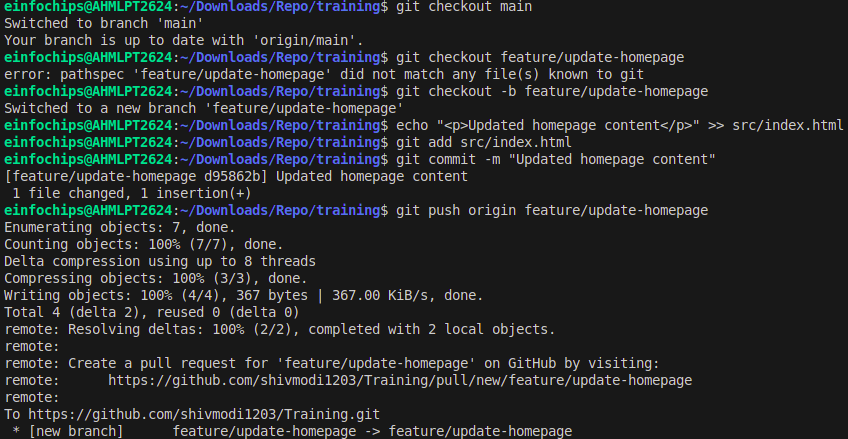 einfochips@AHMLPT2624:~/Downloads/Repo/training$ git checkout main
Switched to branch 'main'
Your branch is up to date with 'origin/main'.
einfochips@AHMLPT2624:~/Downloads/Repo/training$ git checkout feature/update-homepage
error: pathspec 'feature/update-homepage' did not match any file(s) known to git
einfochips@AHMLPT2624:~/Downloads/Repo/training$ git checkout -b feature/update-homepage
Switched to a new branch 'feature/update-homepage'
einfochips@AHMLPT2624:~/Downloads/Repo/training$ echo "<p>Updated homepage content</p>" >> src/index.html
einfochips@AHMLPT2624:~/Downloads/Repo/training$ git add src/index.html
einfochips@AHMLPT2624:~/Downloads/Repo/training$ git commit -m "Updated homepage content"
[feature/update-homepage d95862b] Updated homepage content
 1 file changed, 1 insertion(+)
einfochips@AHMLPT2624:~/Downloads/Repo/training$ git push origin feature/update-homepage
Enumerating objects: 7, done.
Counting objects: 100% (7/7), done.
Delta compression using up to 8 threads
Compressing objects: 100% (3/3), done.
Writing objects: 100% (4/4), 367 bytes | 367.00 KiB/s, done.
Total 4 (delta 2), reused 0 (delta 0)
remote: Resolving deltas: 100% (2/2), completed with 2 local objects.
remote:
remote: Create a pull request for 'feature/update-homepage' on GitHub by visiting:
remote:      https://github.com/shivmodi1203/Training/pull/new/feature/update-homepage
remote:
To https://github.com/shivmodi1203/Training.git
 * [new branch]      feature/update-homepage -> feature/update-homepage